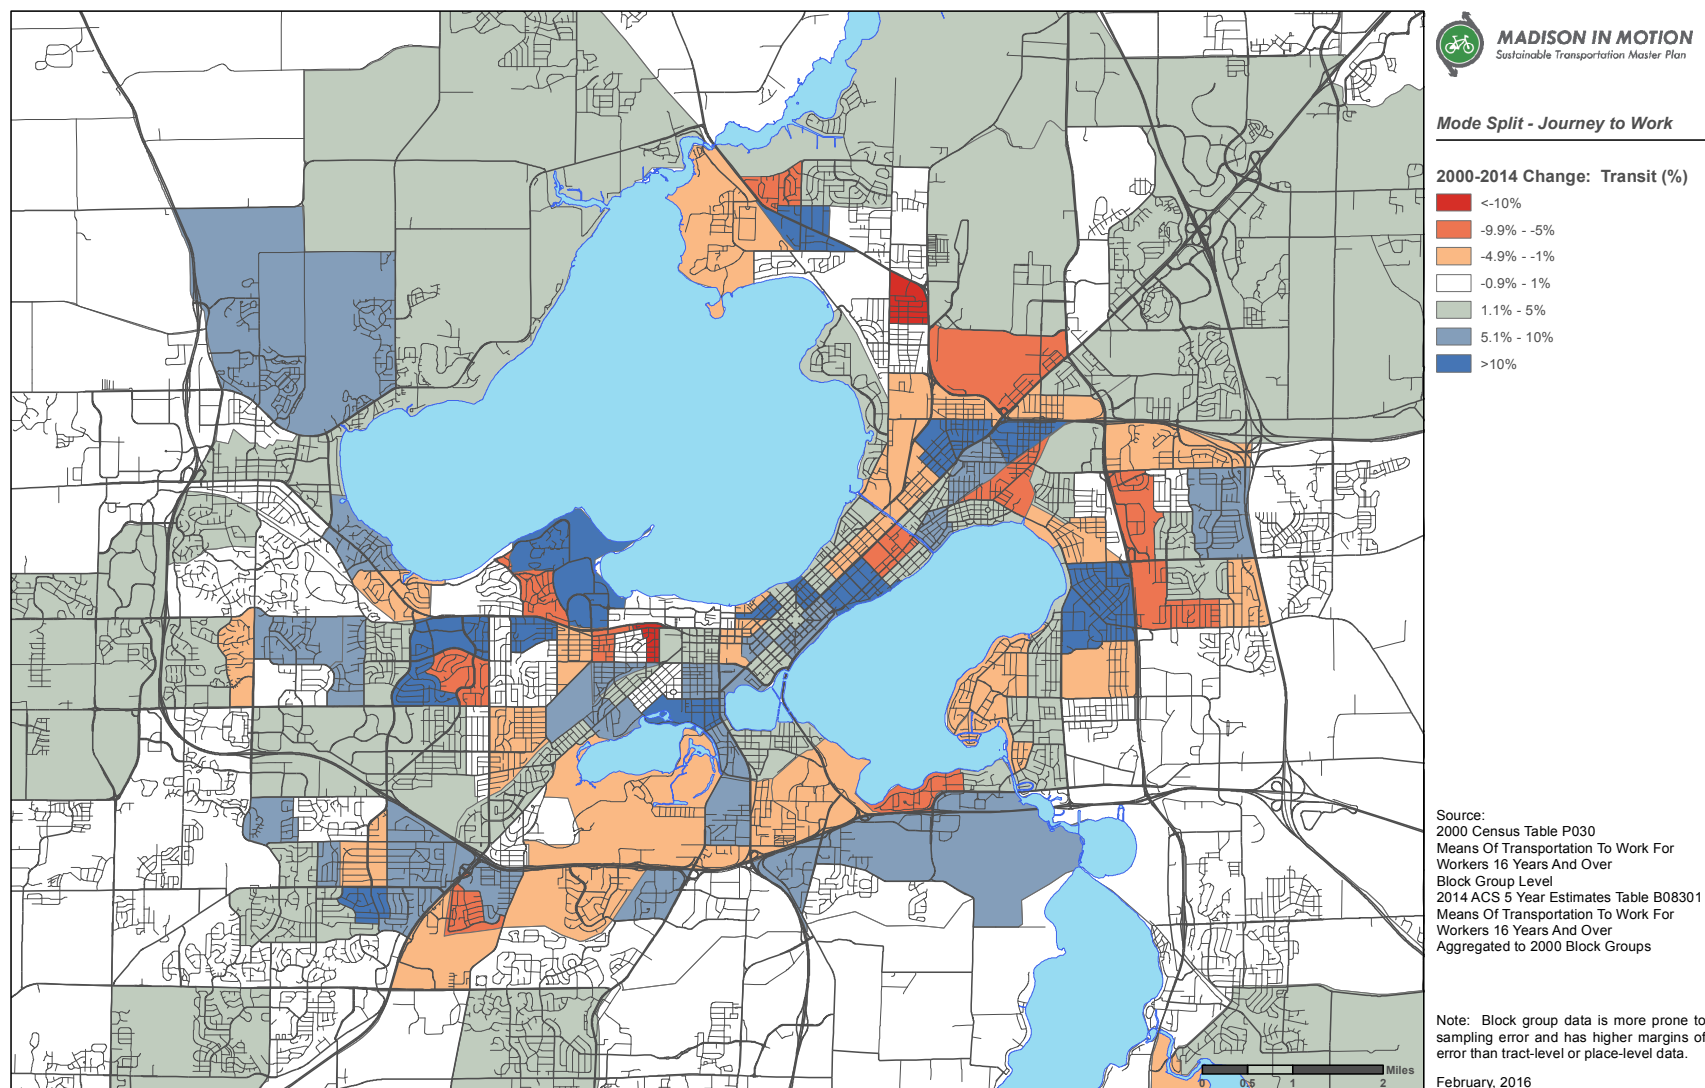 MADISON IN MOTION
Sustainable Transportation Master Plan
Mode Split - Journey to Work
2000-2014 Change:  Transit (%)
<-10%
-9.9% - -5%
-4.9% - -1%
-0.9% - 1%
1.1% - 5%
5.1% - 10%
>10%
Source:
2000 Census Table P030
Means Of Transportation To Work For
Workers 16 Years And Over
Block Group Level
2014 ACS 5 Year Estimates Table B08301
Means Of Transportation To Work For
Workers 16 Years And Over
Aggregated to 2000 Block Groups
Note:  Block group data is more prone to
sampling error and has higher margins of
error than tract-level or place-level data.
February, 2016
Miles
0 0.5 1 2